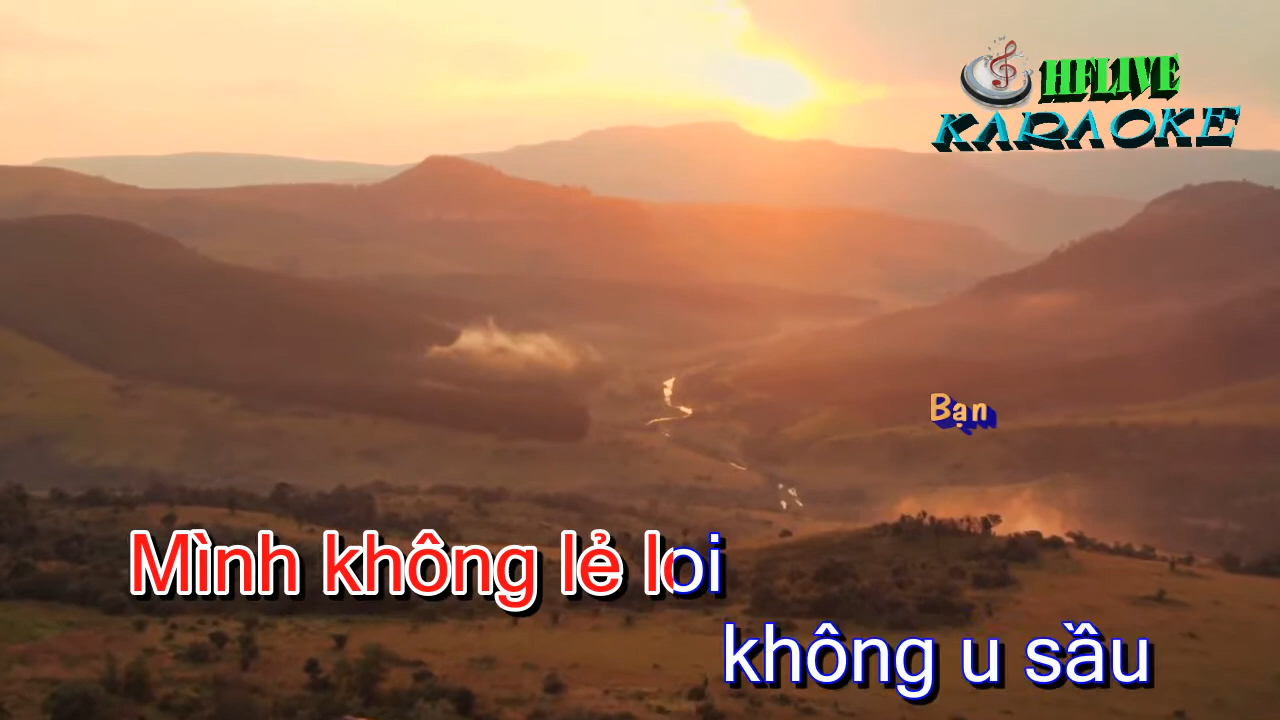 HFLIVE
KARAOKE
Bạn
Mình không lẻ loi
không u sầu